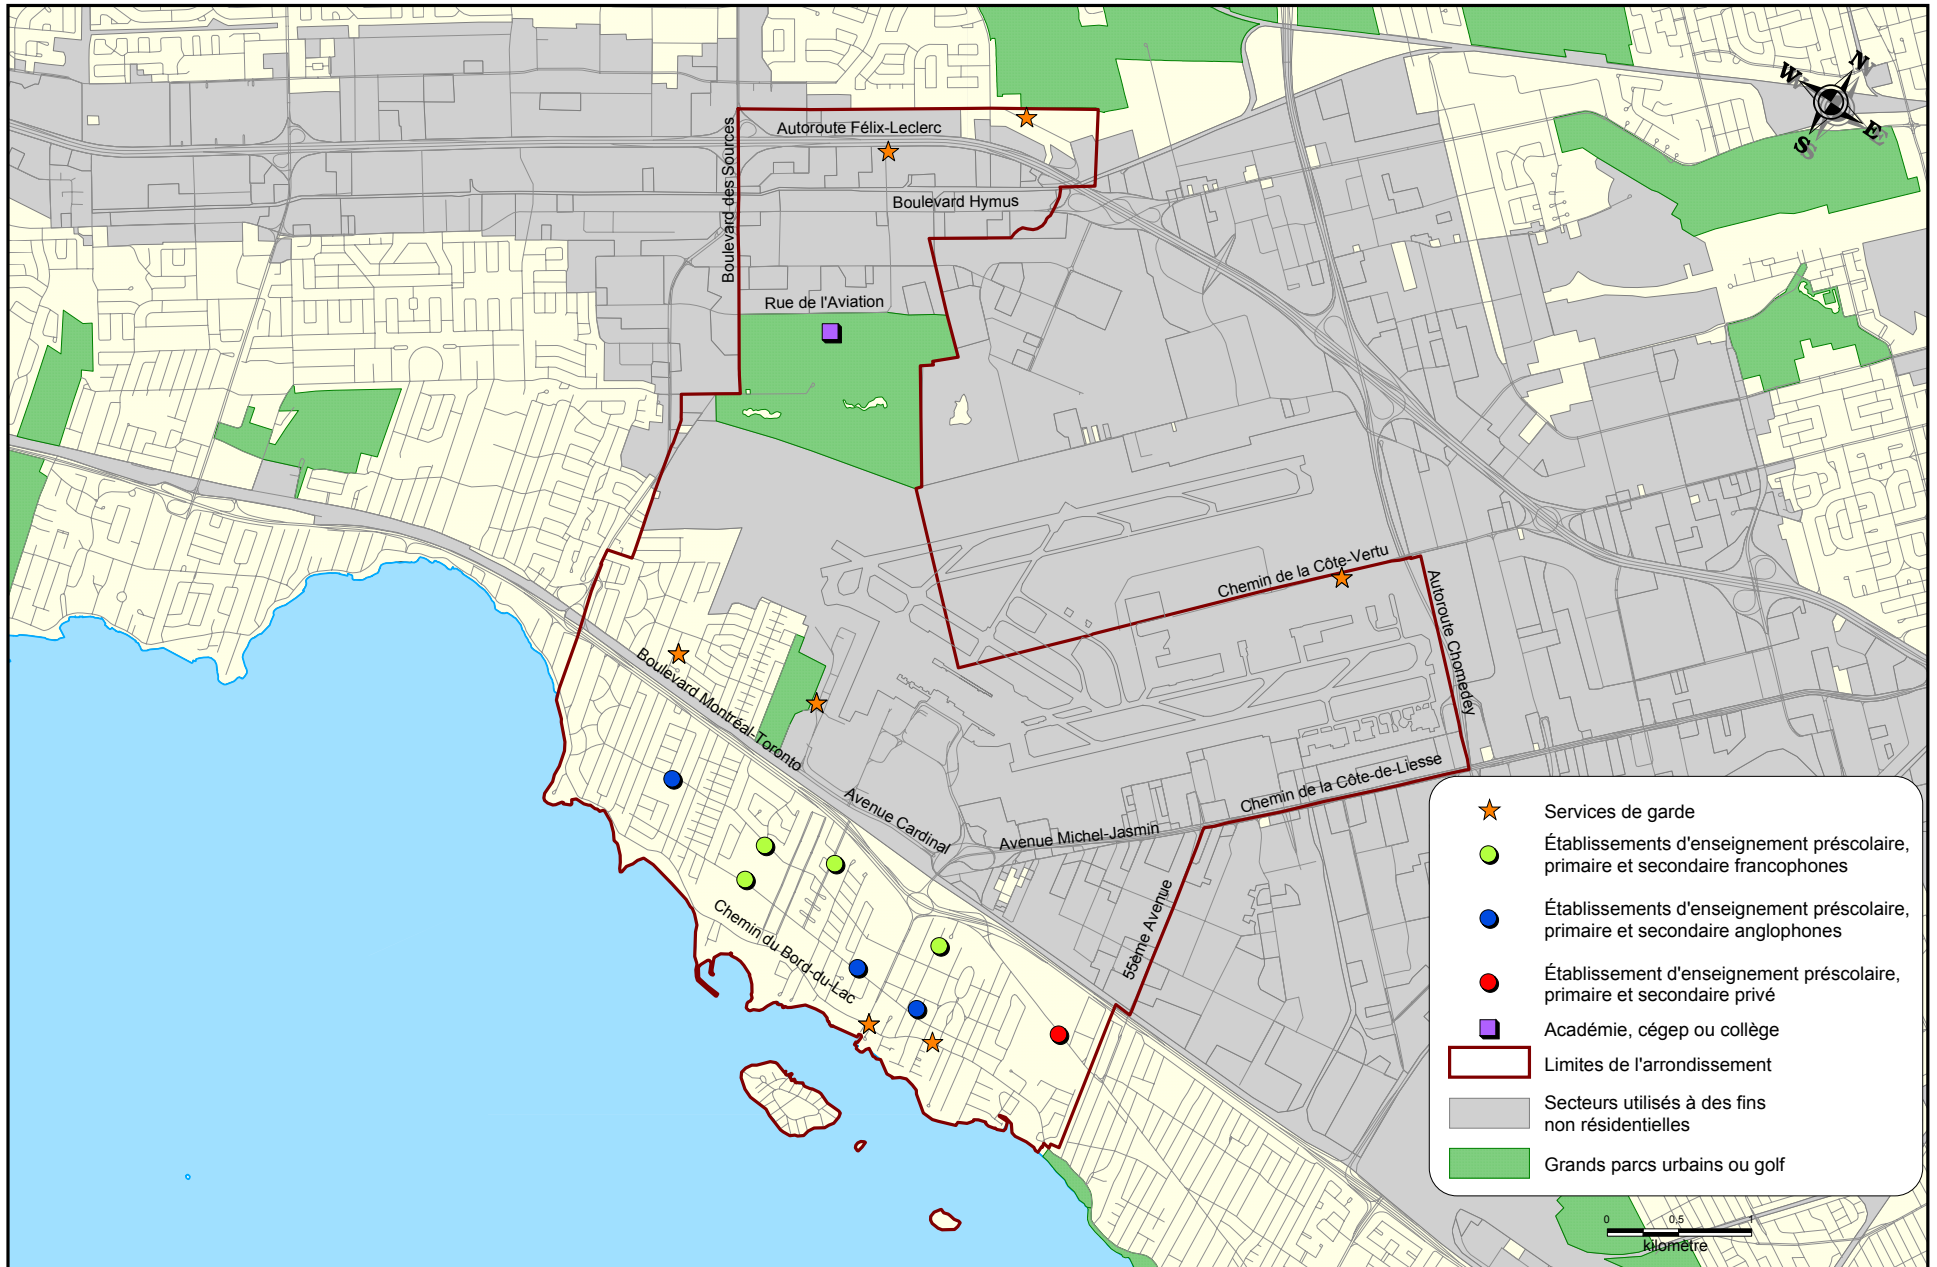 N
W
E
S
Autoroute Félix-Leclerc
Boulevard des Sources
Boulevard Hymus
Rue de l'Aviation
Chemin de la Côte-Vertu
Autoroute Chomedey
Boulevard Montréal-Toronto
Avenue Cardinal
Avenue Michel-Jasmin
Chemin de la Côte-de-Liesse
55ème Avenue
Chemin du Bord-du-Lac
Services de garde
Établissements d'enseignement préscolaire,
primaire et secondaire francophones
Établissements d'enseignement préscolaire,
primaire et secondaire anglophones
Établissement d'enseignement préscolaire,
primaire et secondaire privé
Académie, cégep ou collège
Limites de l'arrondissement
Secteurs utilisés à des fins
non résidentielles
Grands parcs urbains ou golf
0 0,5 1
kilomètre